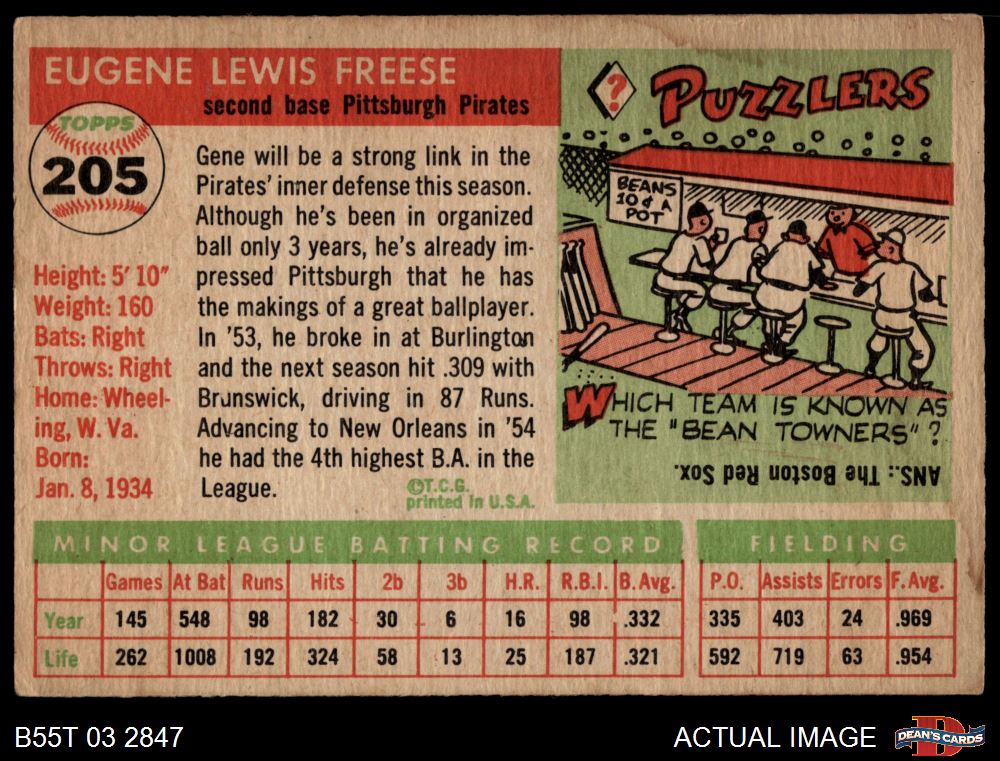 EUGENE LEWIS FREESE
second base Pittsburgh Pirates
TOPPS
205
Height: 5' 10"
Weight: 160
Bats: Right
Throws: Right
Home: Wheel-
ing, W. Va.
Born:
Jan. 8, 1934
Gene will be a strong link in the
Pirates' inner defense this season.
Although he's been in organized
ball only 3 years, he's already im-
pressed Pittsburgh that he has
the makings of a great ballplayer.
In '53, he broke in at Burlington
and the next season hit .309 with
Brunswick, driving in 87 Runs.
Advancing to New Orleans in '54
he had the 4th highest B.A. in the
League.
©T.C.G.
printed in U.S.A.
? PUZZLERS
BEANS
10¢ A
POT
WHICH TEAM IS KNOWN AS
THE "BEAN TOWNERS"?
ANS.: The Boston Red Sox.
MINOR LEAGUE BATTING RECORD FIELDING
Games At Bat Runs Hits 2b 3b H.R. R.B.I. B. Avg. P.O. Assists Errors F. Avg.
Year 145 548 98 182 30 6 16 98 .332 335 403 24 .969
Life 262 1008 192 324 58 13 25 187 .321 592 719 63 .954
B55T 03 2847
ACTUAL IMAGE
DEAN'S CARDS